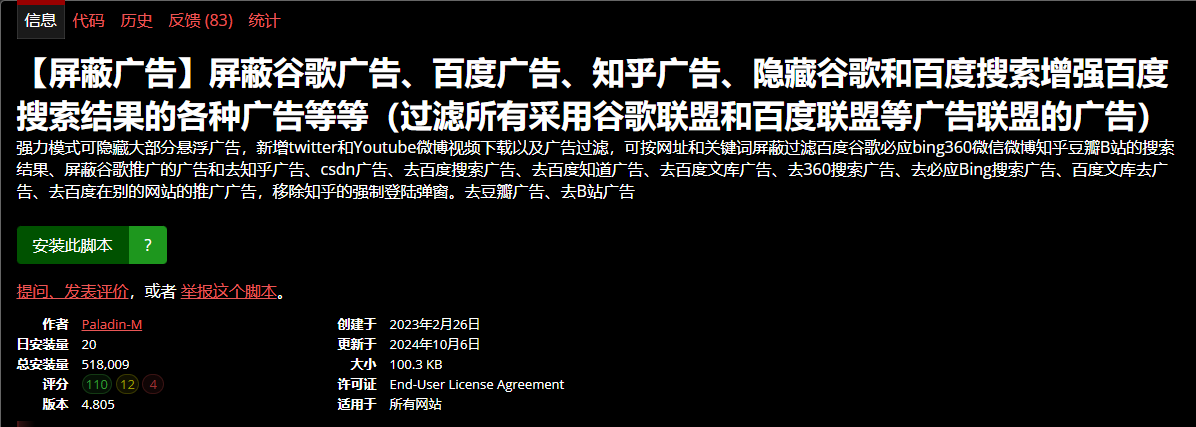 信息 代码 历史 反馈 (83) 统计
【屏蔽广告】屏蔽谷歌广告、百度广告、知乎广告、隐藏谷歌和百度搜索增强百度
搜索结果的各种广告等等（过滤所有采用谷歌联盟和百度联盟等广告联盟的广告）
强力模式可隐藏大部分悬浮广告，新增twitter和Youtube微博视频下载以及广告过滤，可按网址和关键词屏蔽过滤百度谷歌必应bing360微信微博知乎豆瓣B站的搜索
结果、屏蔽谷歌推广的广告和去知乎广告、csdn广告、去百度搜索广告、去百度知道广告、去百度文库广告、去360搜索广告、去必应Bing搜索广告、百度文库去广
告、去百度在别的网站的推广广告，移除知乎的强制登陆弹窗。去豆瓣广告、去B站广告
安装此脚本 ?
提问、发表评价，或者 举报这个脚本。
作者 Paladin-M 创建于 2023年2月26日
日安装量 20 更新于 2024年10月6日
总安装量 518,009 大小 100.3 KB
评分 110 12 4 许可证 End-User License Agreement
版本 4.805 适用于 所有网站